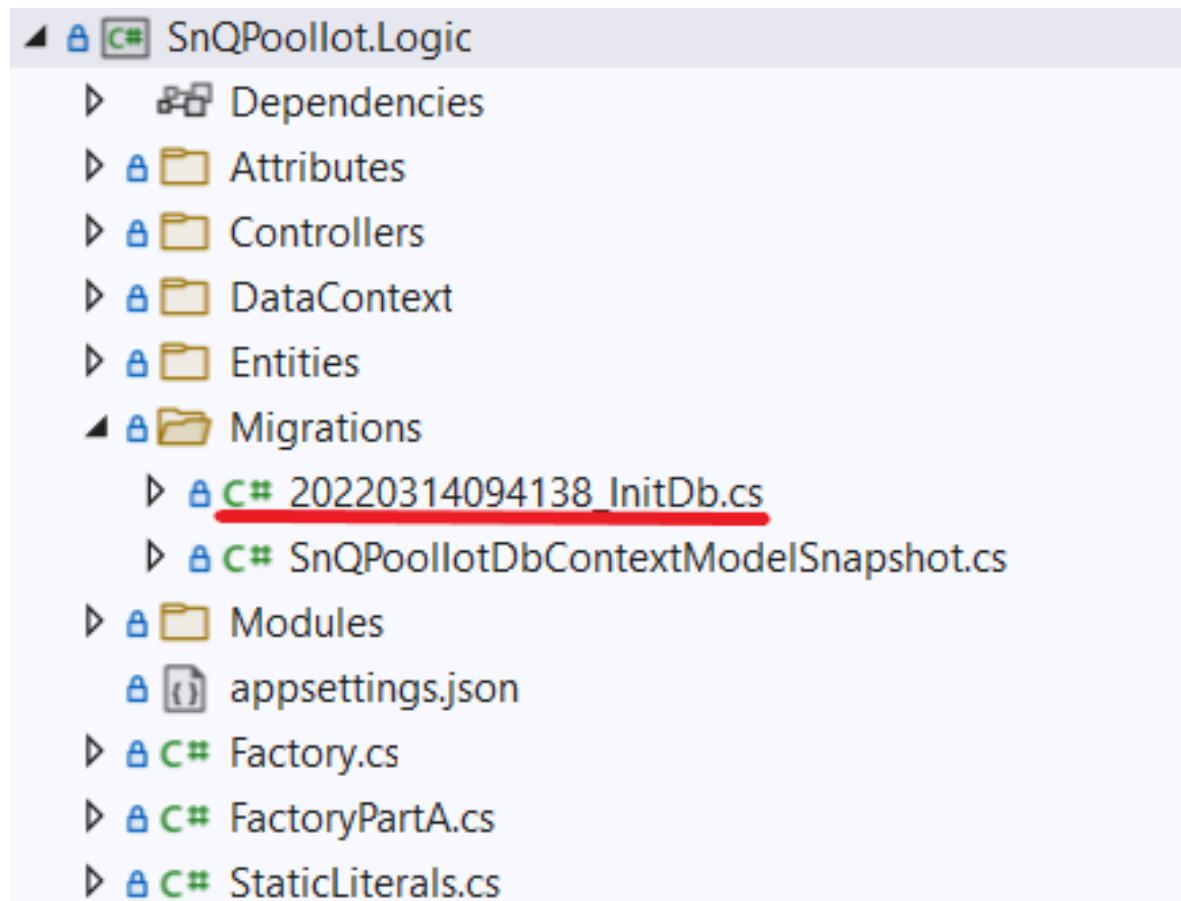 C# SnQPoolIot.Logic
Dependencies
Attributes
Controllers
DataContext
Entities
Migrations
C# 20220314094138_InitDb.cs
C# SnQPoolIotDbContextModelSnapshot.cs
Modules
{} appsettings.json
C# Factory.cs
C# FactoryPartA.cs
C# StaticLiterals.cs